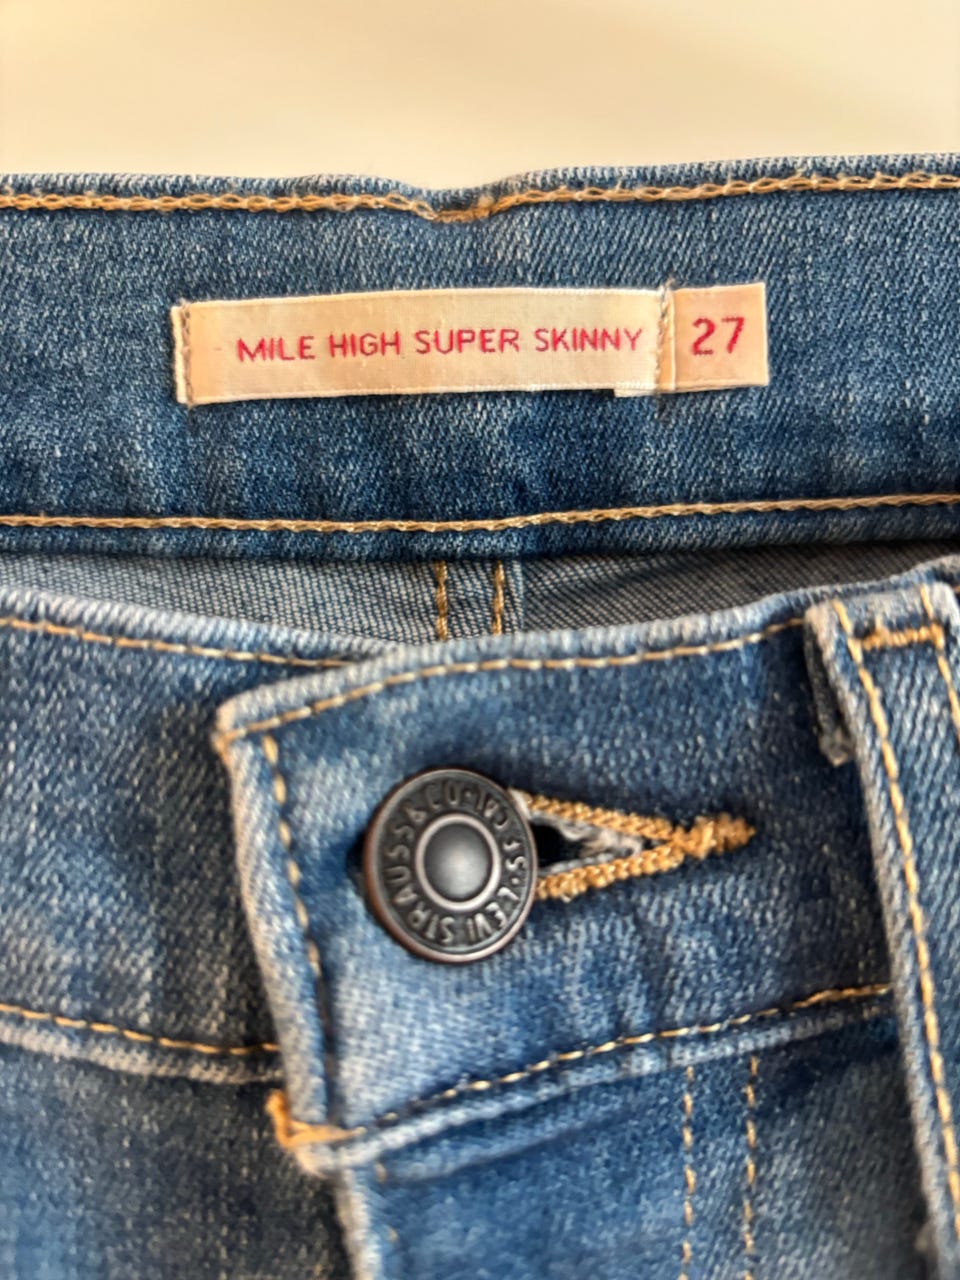 MILE HIGH SUPER SKINNY 27
LEVI STRAUSS & CO. S.F. CAL.